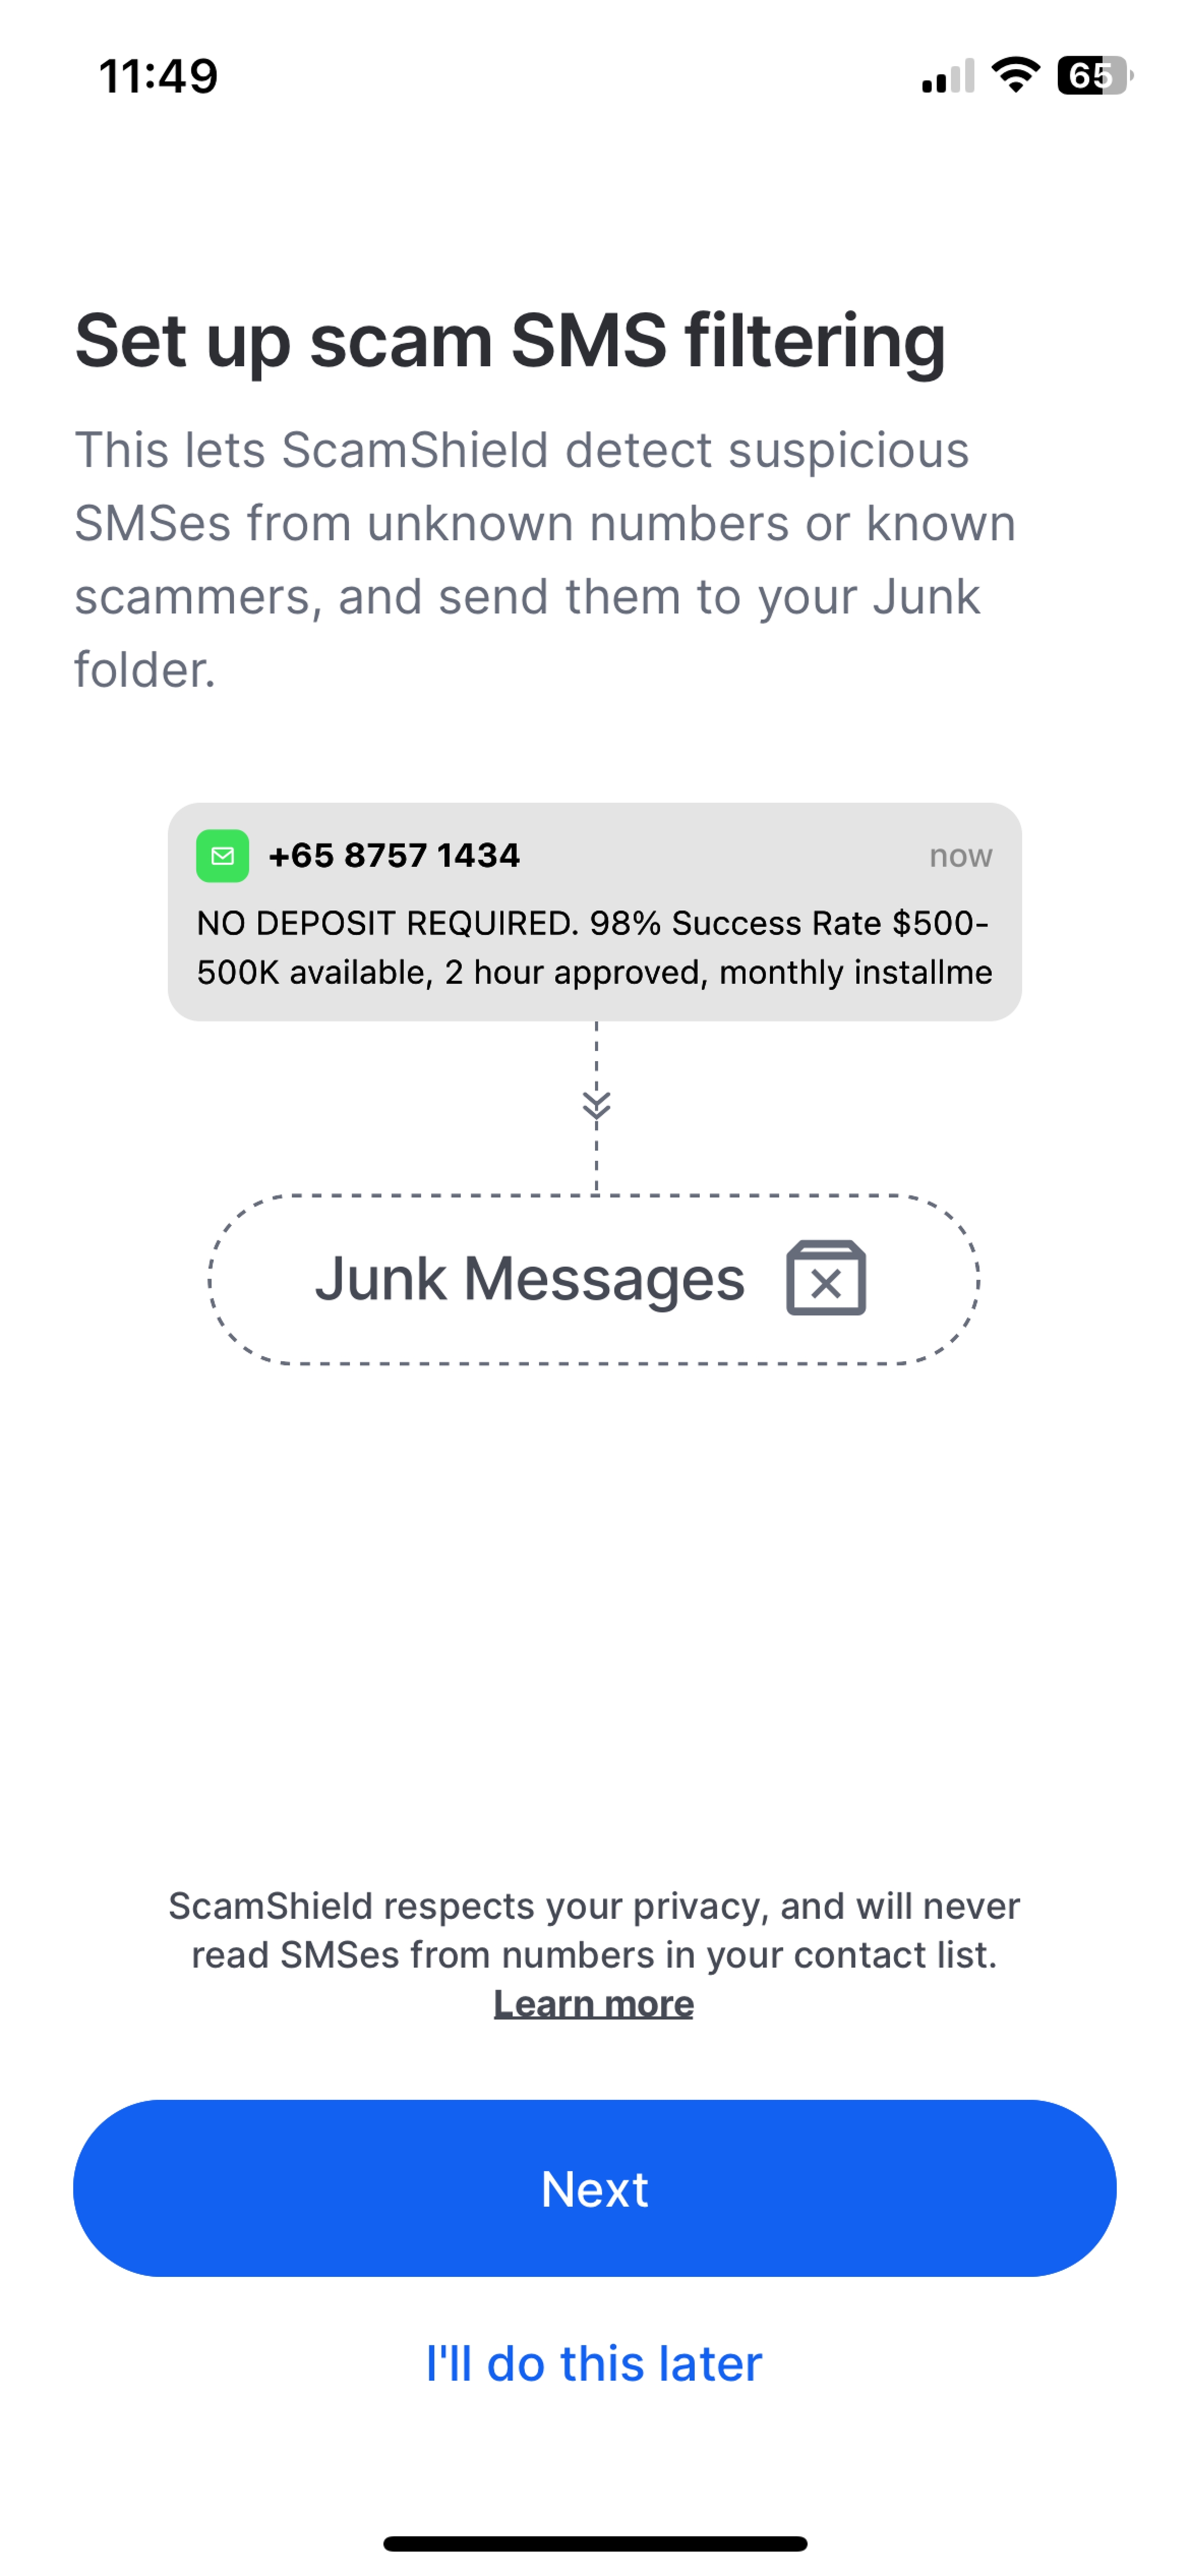 11:49
65
Set up scam SMS filtering
This lets ScamShield detect suspicious
SMSes from unknown numbers or known
scammers, and send them to your Junk
folder.
+65 8757 1434 now
NO DEPOSIT REQUIRED. 98% Success Rate $500-
500K available, 2 hour approved, monthly installme
Junk Messages
ScamShield respects your privacy, and will never
read SMSes from numbers in your contact list.
Learn more
Next
I'll do this later